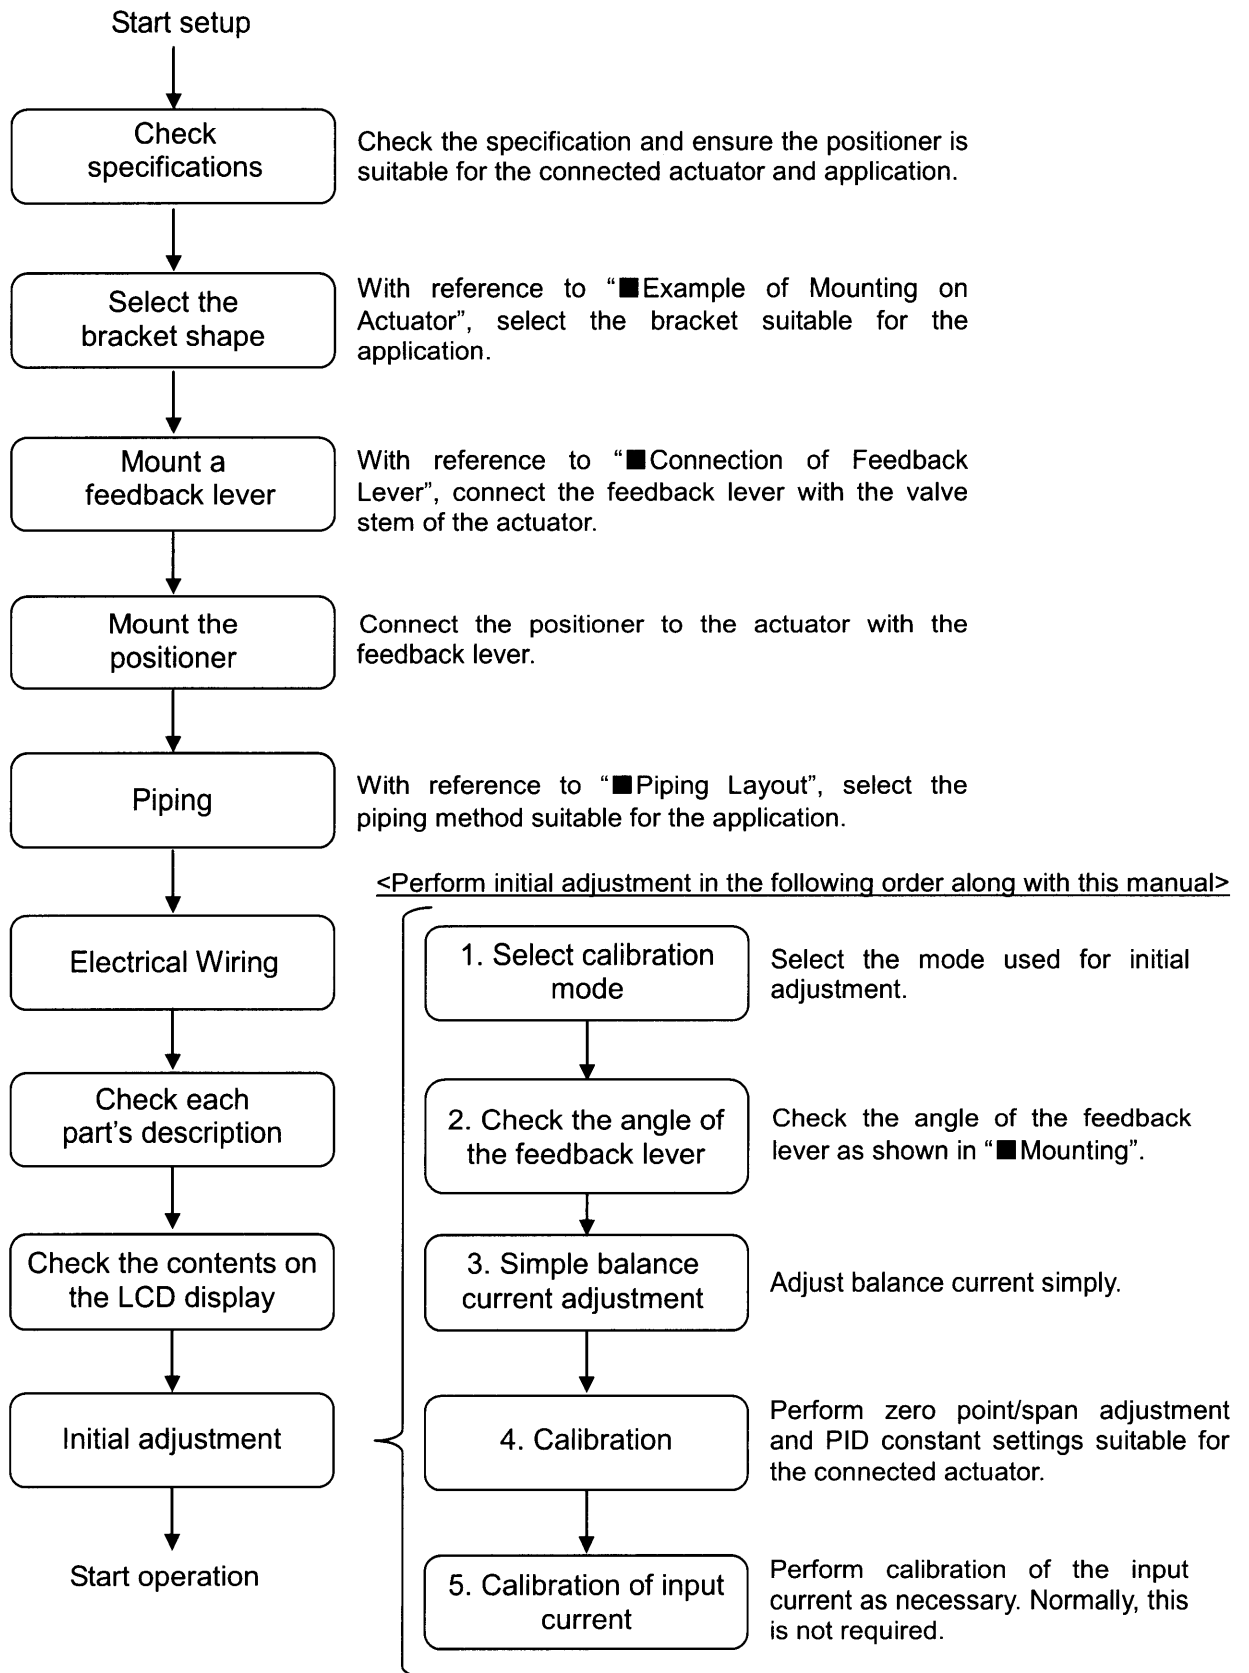 Start setup
Check
specifications
Check the specification and ensure the positioner is
suitable for the connected actuator and application.
Select the
bracket shape
With reference to “■Example of Mounting on
Actuator”, select the bracket suitable for the
application.
Mount a
feedback lever
With reference to “■Connection of Feedback
Lever”, connect the feedback lever with the valve
stem of the actuator.
Mount the
positioner
Connect the positioner to the actuator with the
feedback lever.
Piping
With reference to “■Piping Layout”, select the
piping method suitable for the application.
Electrical Wiring
Check each
part's description
Check the contents on
the LCD display
Initial adjustment
Start operation
<Perform initial adjustment in the following order along with this manual>
1. Select calibration
mode
Select the mode used for initial
adjustment.
2. Check the angle of
the feedback lever
Check the angle of the feedback
lever as shown in “■Mounting”.
3. Simple balance
current adjustment
Adjust balance current simply.
4. Calibration
Perform zero point/span adjustment
and PID constant settings suitable for
the connected actuator.
5. Calibration of input
current
Perform calibration of the input
current as necessary. Normally, this
is not required.